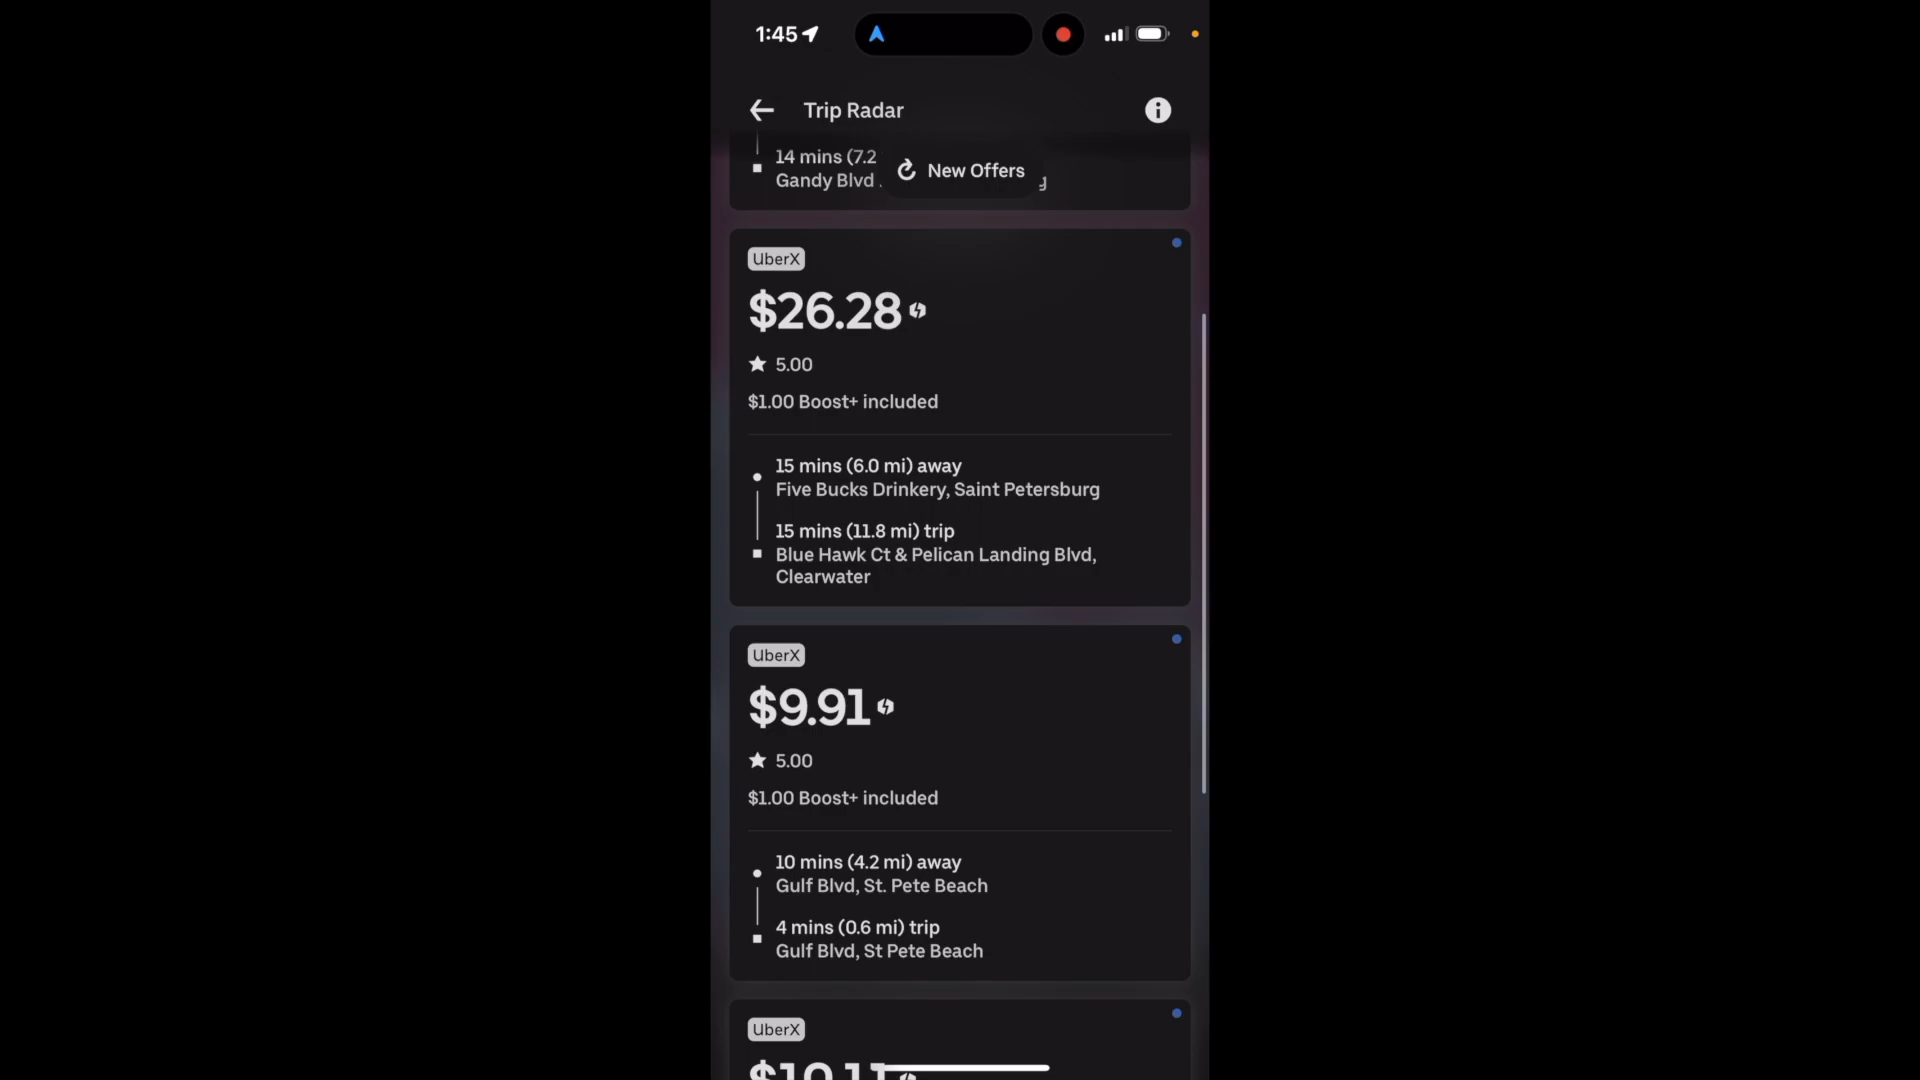 1:45
Trip Radar
14 mins (7.2
New Offers
Gandy Blvd
UberX
$26.28
5.00
$1.00 Boost+ included
15 mins (6.0 mi) away
Five Bucks Drinkery, Saint Petersburg
15 mins (11.8 mi) trip
Blue Hawk Ct & Pelican Landing Blvd,
Clearwater
UberX
$9.91
5.00
$1.00 Boost+ included
10 mins (4.2 mi) away
Gulf Blvd, St. Pete Beach
4 mins (0.6 mi) trip
Gulf Blvd, St Pete Beach
UberX
$10.11